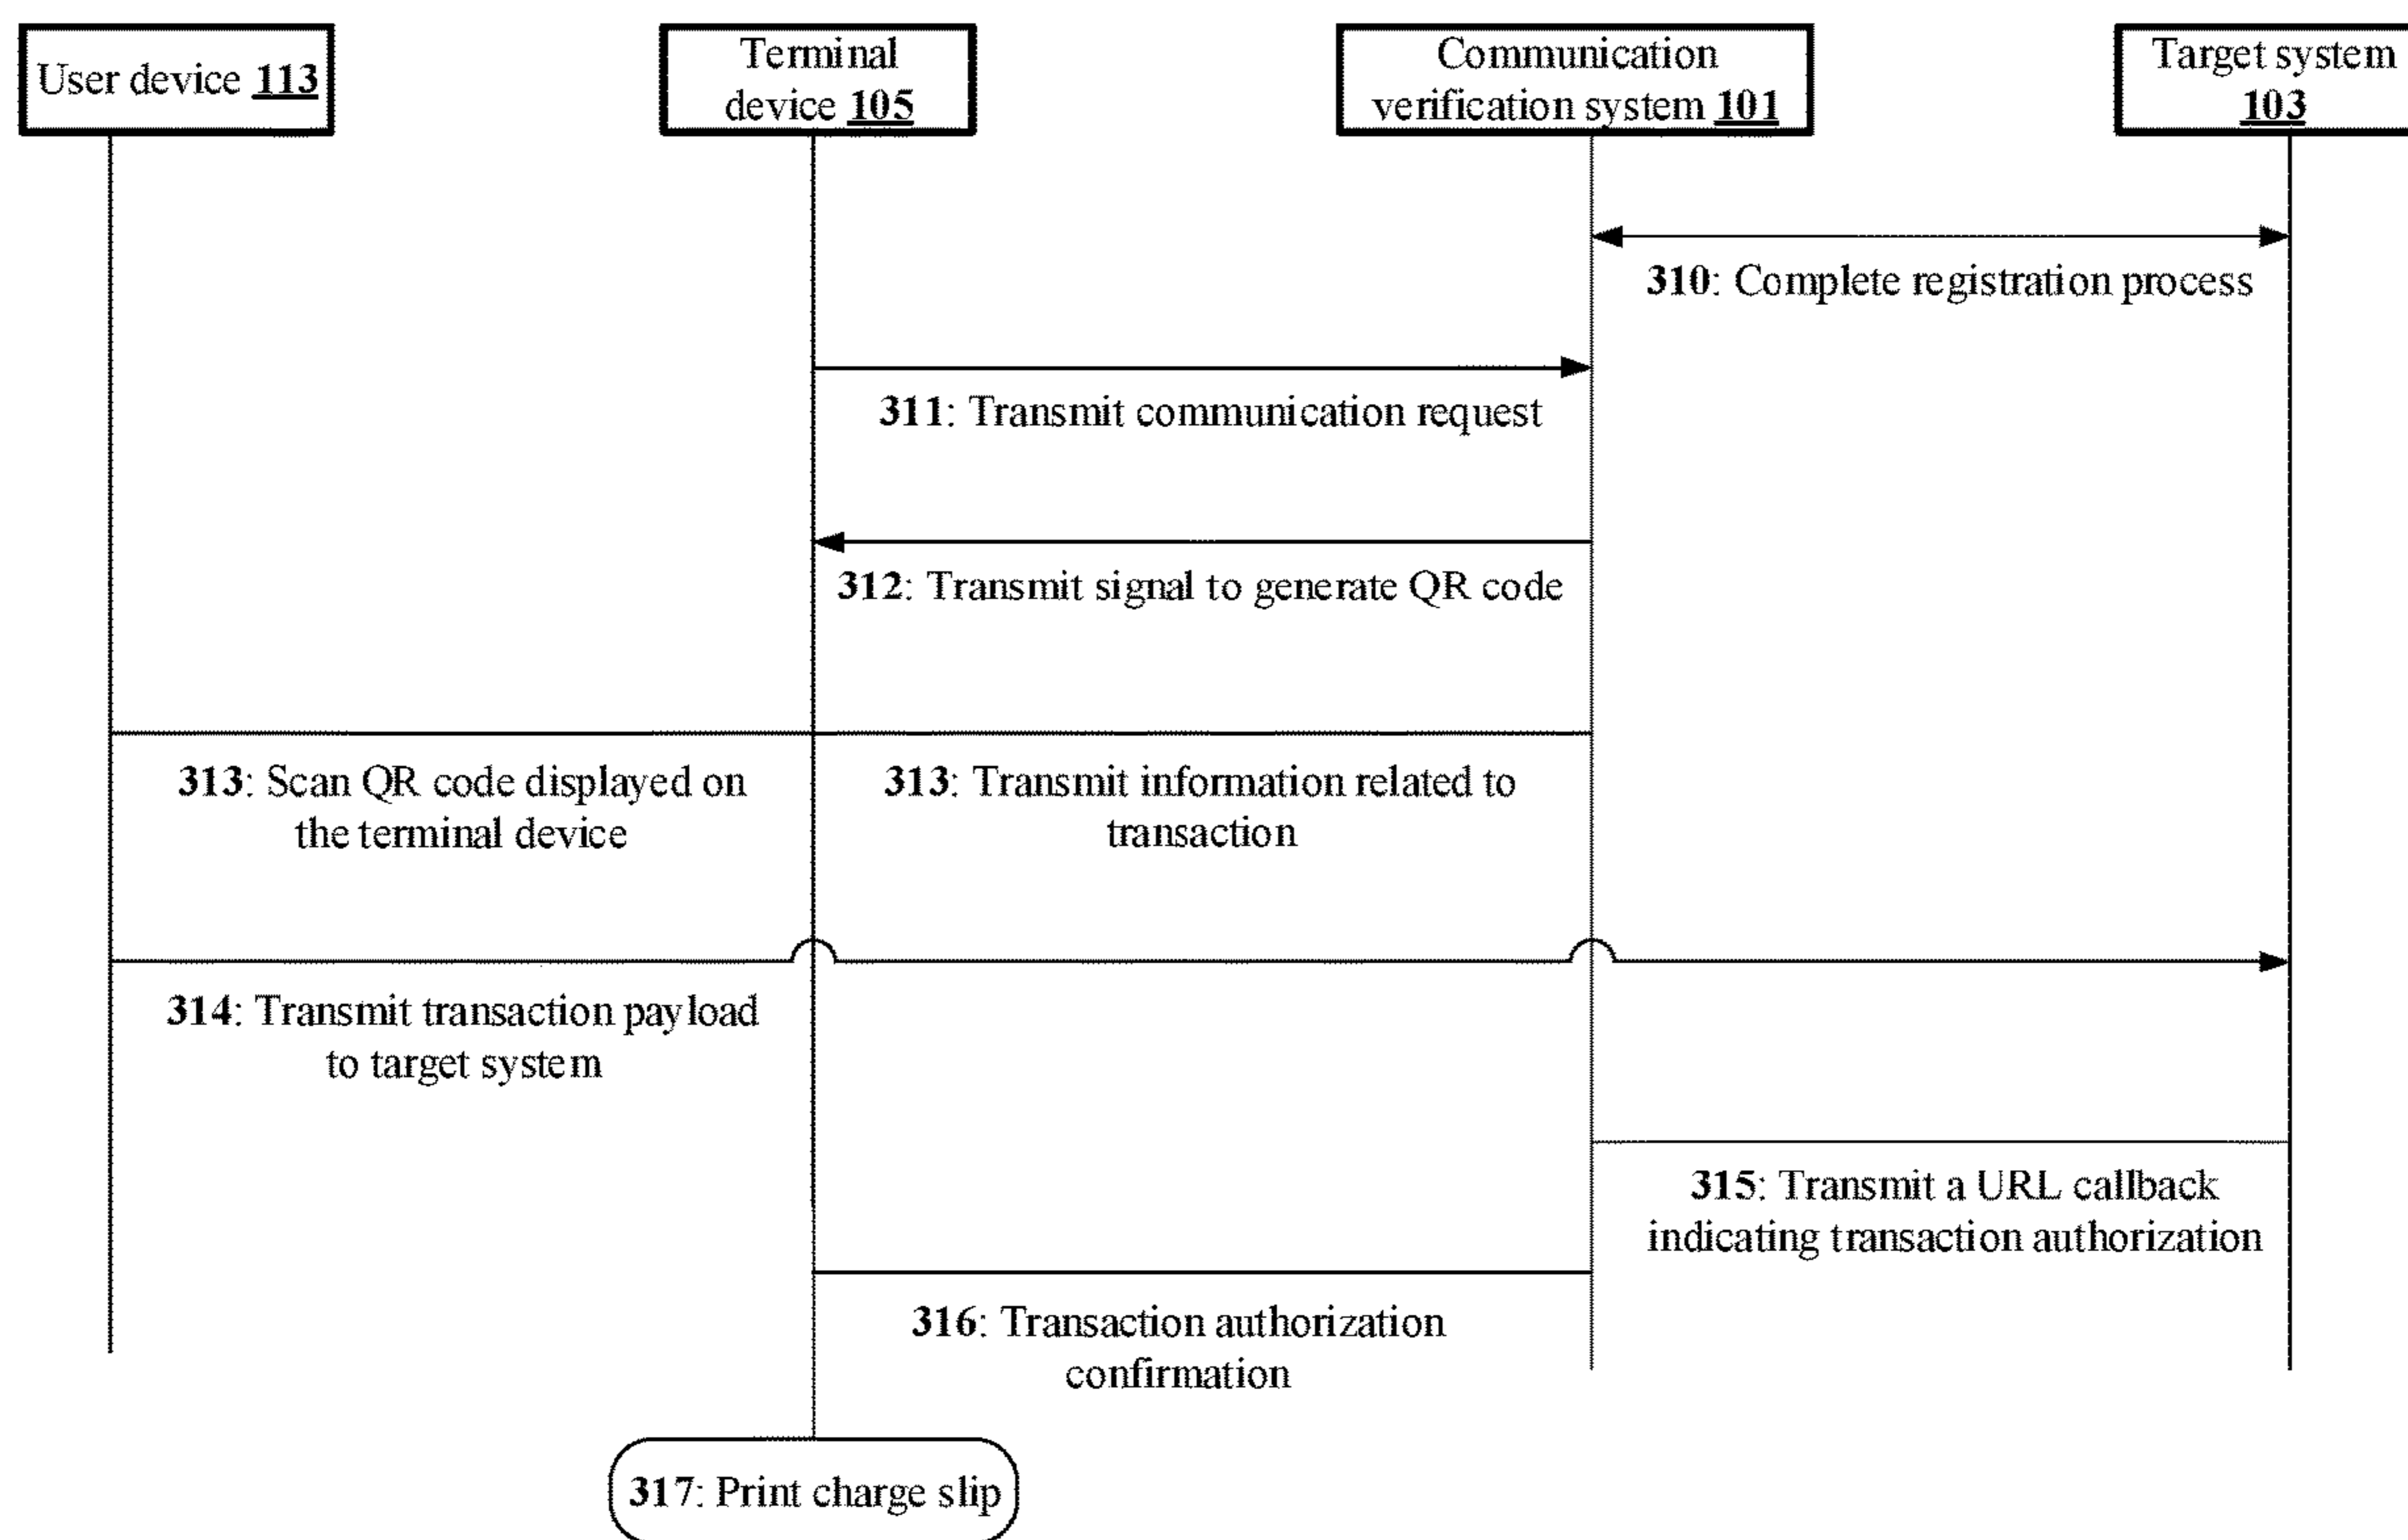 User device 113
Terminal
device 105
Communication
verification system 101
Target system
103
310: Complete registration process
311: Transmit communication request
312: Transmit signal to generate QR code
313: Scan QR code displayed on
the terminal device
313: Transmit information related to
transaction
314: Transmit transaction payload
to target system
315: Transmit a URL callback
indicating transaction authorization
316: Transaction authorization
confirmation
317: Print charge slip